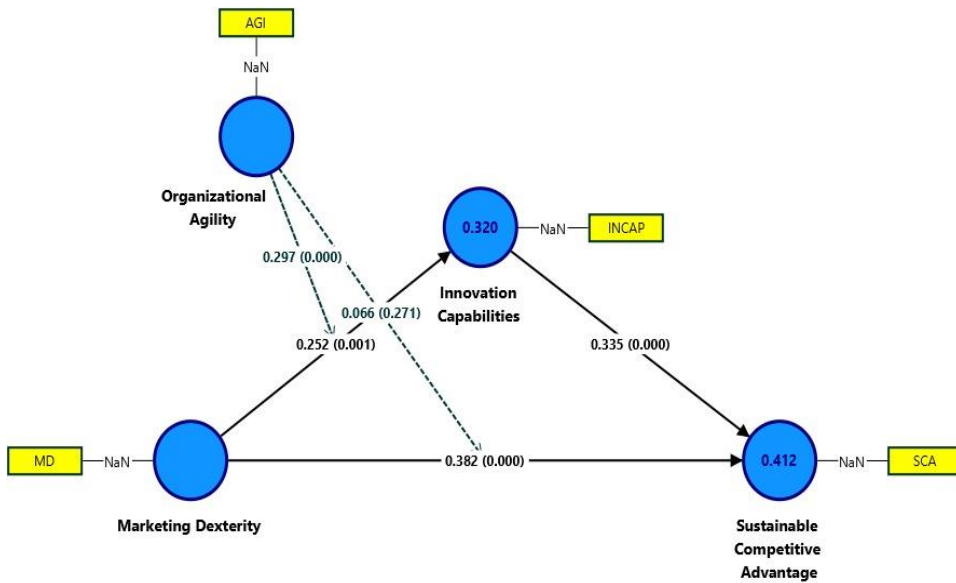 AGI
NaN
Organizational
Agility
0.320
NaN
INCAP
0.297 (0.000)
Innovation
Capabilities
0.066 (0.271)
0.252 (0.001)
0.335 (0.000)
MD
NaN
0.382 (0.000)
0.412
NaN
SCA
Marketing Dexterity
Sustainable
Competitive
Advantage